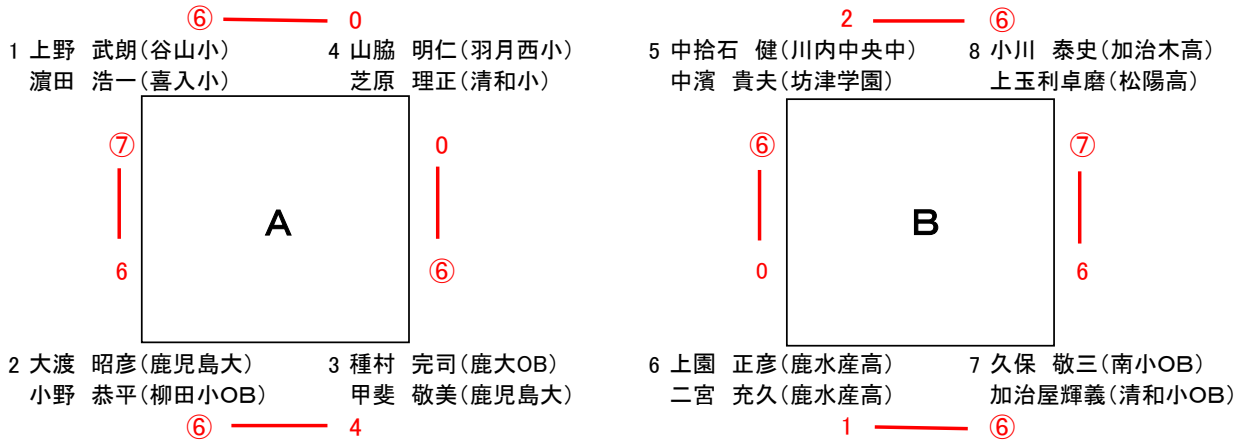 ⑥ 0
1 上野 武朗(谷山小) 4 山脇 明仁(羽月西小)
濵田 浩一(喜入小) 芝原 理正(清和小)
⑦ 0
A
6 ⑥
2 大渡 昭彦(鹿児島大) 3 種村 完司(鹿大OB)
小野 恭平(柳田小OB) 甲斐 敬美(鹿児島大)
⑥ 4
2 ⑥
5 中拾石 健(川内中央中) 8 小川 泰史(加治木高)
中濱 貴夫(坊津学園) 上玉利卓磨(松陽高)
⑥ ⑦
B
0 6
6 上園 正彦(鹿水産高) 7 久保 敬三(南小OB)
二宮 充久(鹿水産高) 加治屋輝義(清和小OB)
1 ⑥